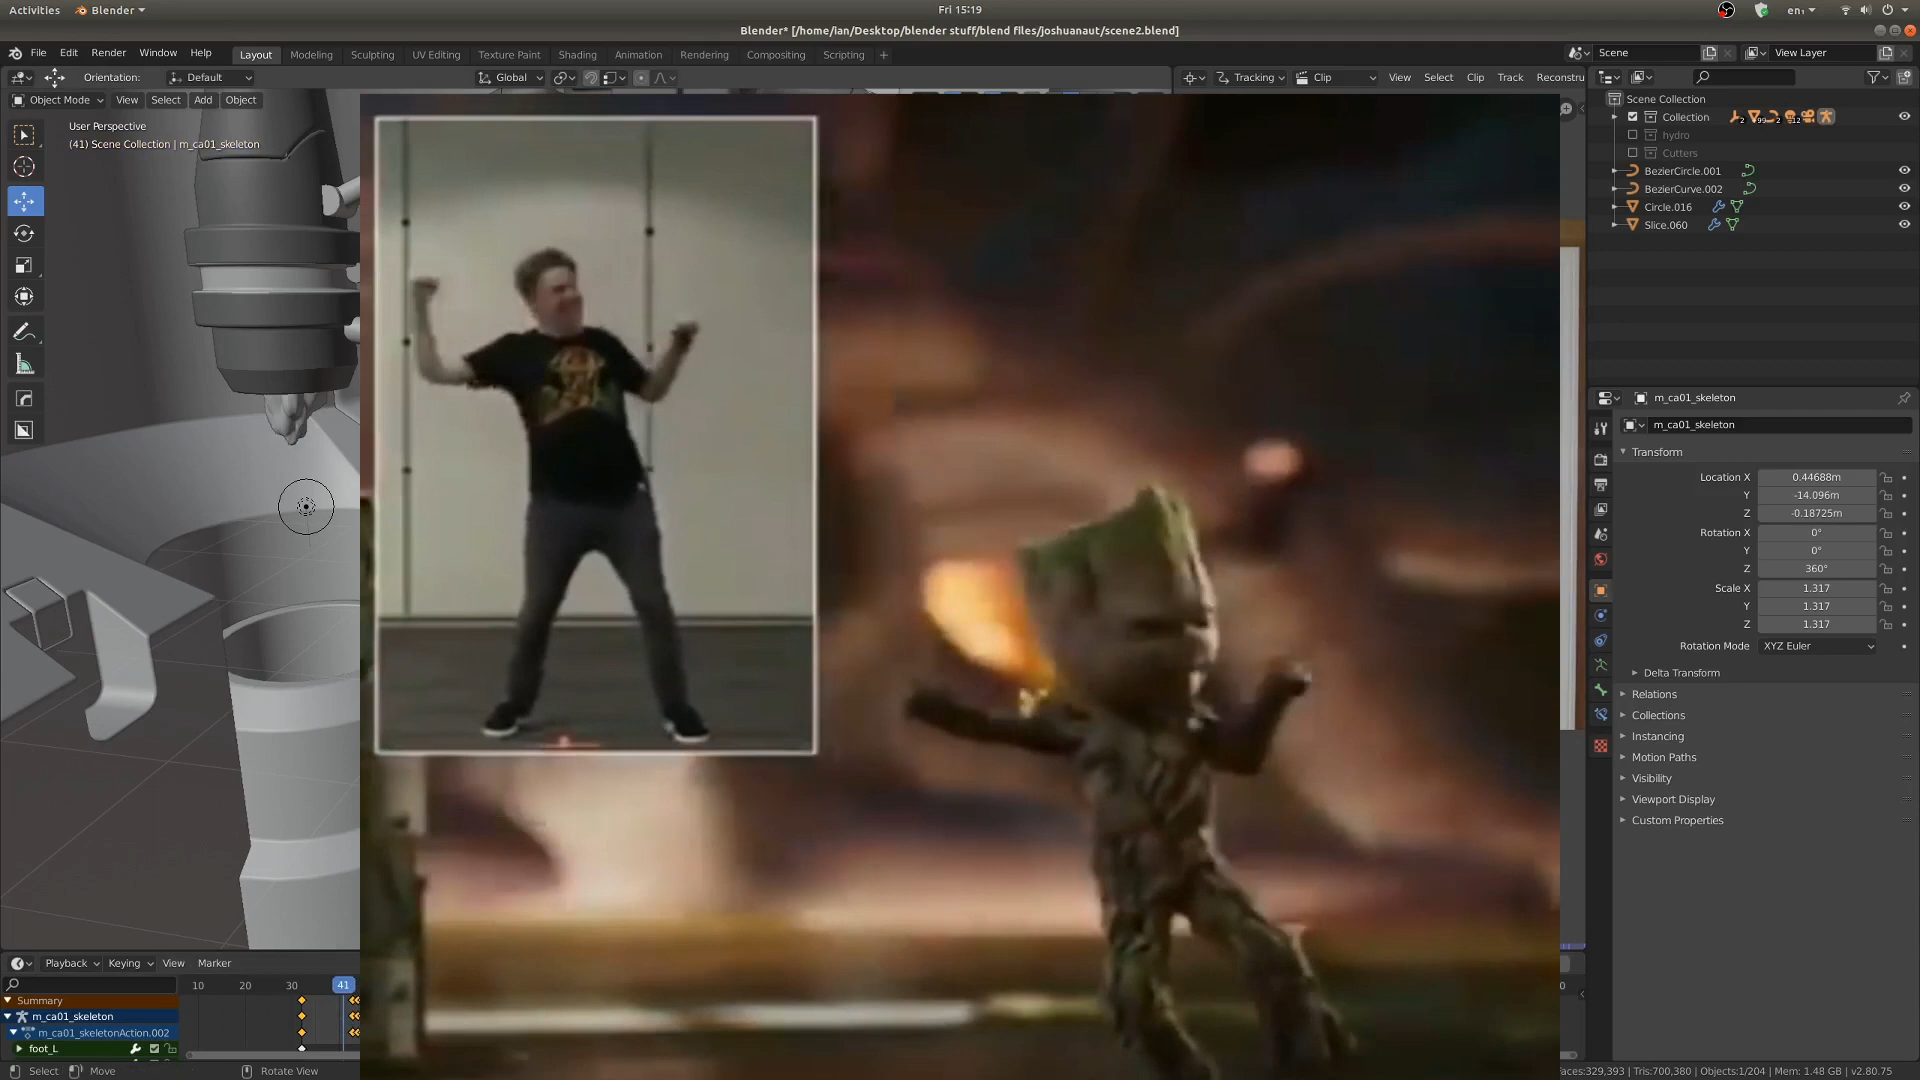 Activities
Blender
Fri 15:19
en₁
Blender* [/home/ian/Desktop/blender stuff/blend files/joshuanaut/scene2.blend]
File Edit Render Window Help
Layout Modeling Sculpting UV Editing Texture Paint Shading Animation Rendering Compositing Scripting +
Scene
View Layer
Orientation: Default
Global
Tracking Clip View Select Clip Track Reconstru
Object Mode View Select Add Object
User Perspective
(41) Scene Collection | m_ca01_skeleton
Scene Collection
Collection
hydro
Cutters
BezierCircle.001
BezierCurve.002
Circle.016
Slice.060
m_ca01_skeleton
m_ca01_skeleton
Transform
Location X 0.44688m
Y -14.096m
Z -0.18725m
Rotation X 0°
Y 0°
Z 360°
Scale X 1.317
Y 1.317
Z 1.317
Rotation Mode XYZ Euler
Delta Transform
Relations
Collections
Instancing
Motion Paths
Visibility
Viewport Display
Custom Properties
Playback Keying View Marker
10 20 30 41
Summary
m_ca01_skeleton
m_ca01_skeletonAction.002
foot_L
Select Move Rotate View
aces:329,393 | Tris:700,380 | Objects:1/204 | Mem: 1.48 GB | v2.80.75